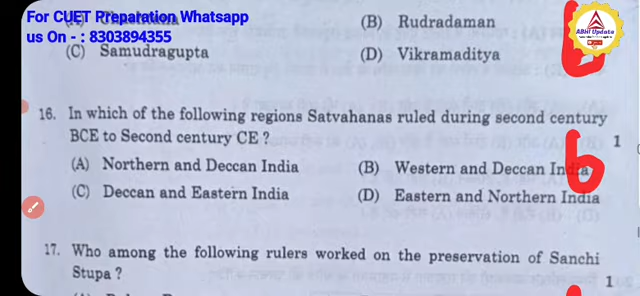 For CUET Preparation Whatsapp
us On - : 8303894355
(B) Rudradaman
(C) Samudragupta
(D) Vikramaditya
b
ABHI Update
16. In which of the following regions Satvahanas ruled during second century
BCE to Second century CE ?
1
(A) Northern and Deccan India
(B) Western and Deccan India
(C) Deccan and Eastern India
(D) Eastern and Northern India
b
17. Who among the following rulers worked on the preservation of Sanchi
Stupa ?
1